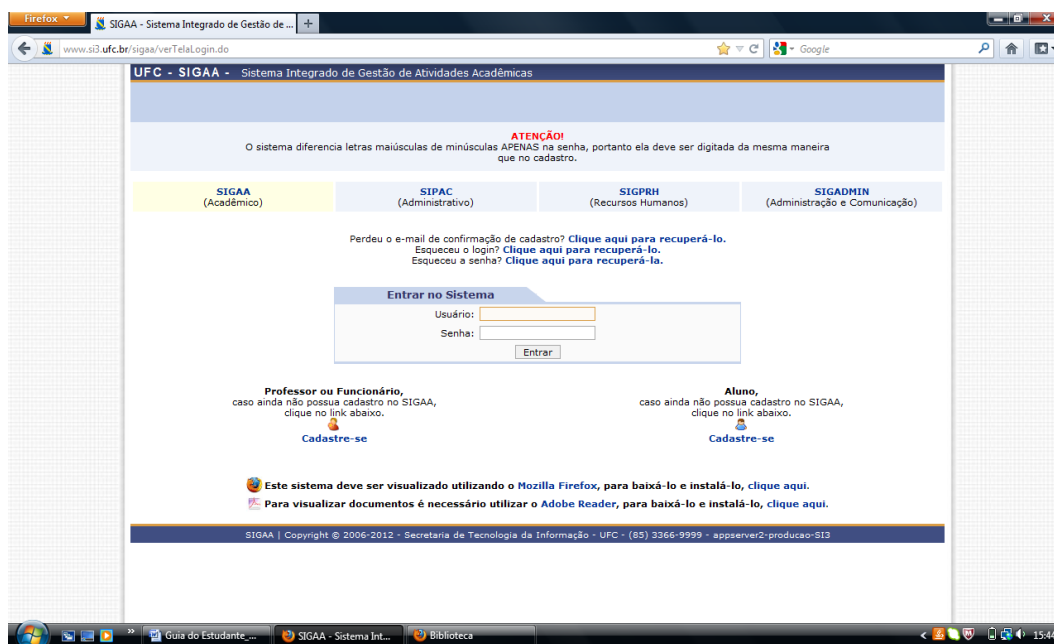 Firefox
SIGAA - Sistema Integrado de Gestão de ...
www.si3.ufc.br/sigaa/verTelaLogin.do
Google
UFC - SIGAA - Sistema Integrado de Gestão de Atividades Acadêmicas
ATENÇÃO!
O sistema diferencia letras maiúsculas de minúsculas APENAS na senha, portanto ela deve ser digitada da mesma maneira
que no cadastro.
SIGAA SIPAC SIGPRH SIGADMIN
(Acadêmico) (Administrativo) (Recursos Humanos) (Administração e Comunicação)
Perdeu o e-mail de confirmação de cadastro? Clique aqui para recuperá-lo.
Esqueceu o login? Clique aqui para recuperá-lo.
Esqueceu a senha? Clique aqui para recuperá-la.
Entrar no Sistema
Usuário:
Senha:
Entrar
Professor ou Funcionário,
caso ainda não possua cadastro no SIGAA,
clique no link abaixo.
Cadastre-se
Aluno,
caso ainda não possua cadastro no SIGAA,
clique no link abaixo.
Cadastre-se
Este sistema deve ser visualizado utilizando o Mozilla Firefox, para baixá-lo e instalá-lo, clique aqui.
Para visualizar documentos é necessário utilizar o Adobe Reader, para baixá-lo e instalá-lo, clique aqui.
SIGAA | Copyright © 2006-2012 - Secretaria de Tecnologia da Informação - UFC - (85) 3366-9999 - appserver2-producao-SI3
Guia do Estudante_... SIGAA - Sistema Int... Biblioteca